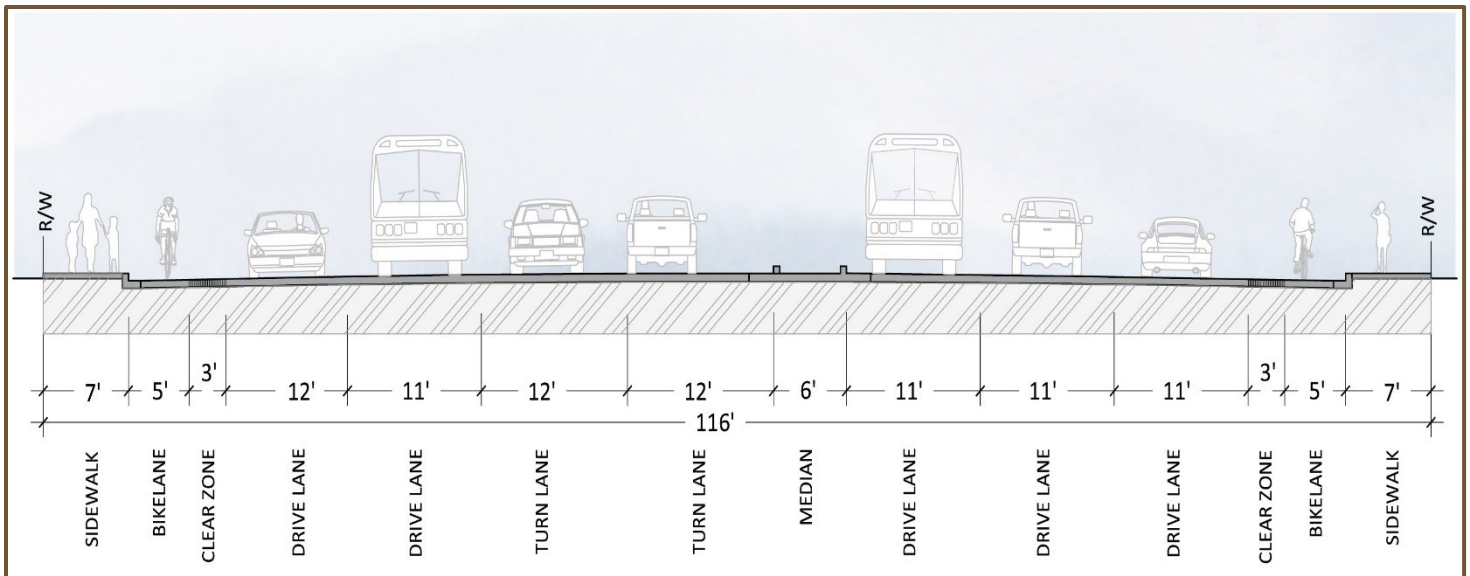 R/W
R/W
7'
5'
3'
12'
11'
12'
12'
6'
11'
11'
11'
3'
5'
7'
116'
SIDEWALK
BIKELANE
CLEAR ZONE
DRIVE LANE
DRIVE LANE
TURN LANE
TURN LANE
MEDIAN
DRIVE LANE
DRIVE LANE
DRIVE LANE
CLEAR ZONE
BIKELANE
SIDEWALK